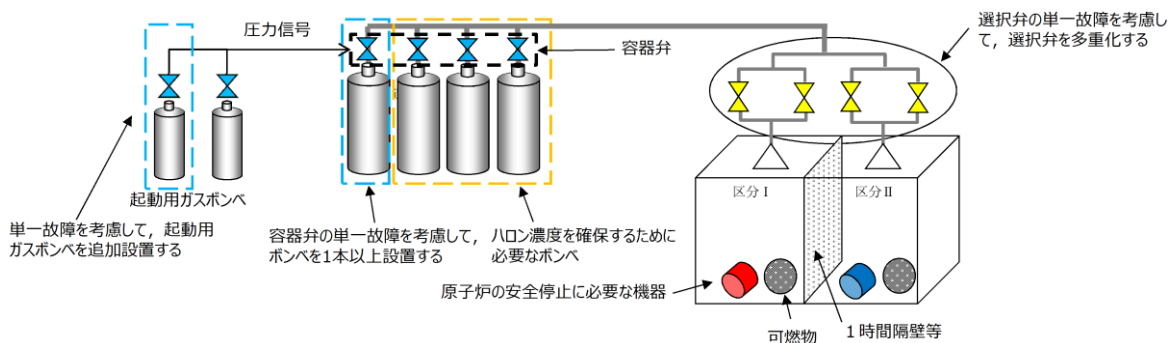 圧力信号
容器弁
選択弁の単一故障を考慮し
て，選択弁を多重化する
起動用ガスボンベ
単一故障を考慮して，起動用
ガスボンベを追加設置する
容器弁の単一故障を考慮して，
ボンベを1本以上設置する
ハロン濃度を確保するために
必要なボンベ
区分Ⅰ
区分Ⅱ
原子炉の安全停止に必要な機器
可燃物
１時間隔壁等